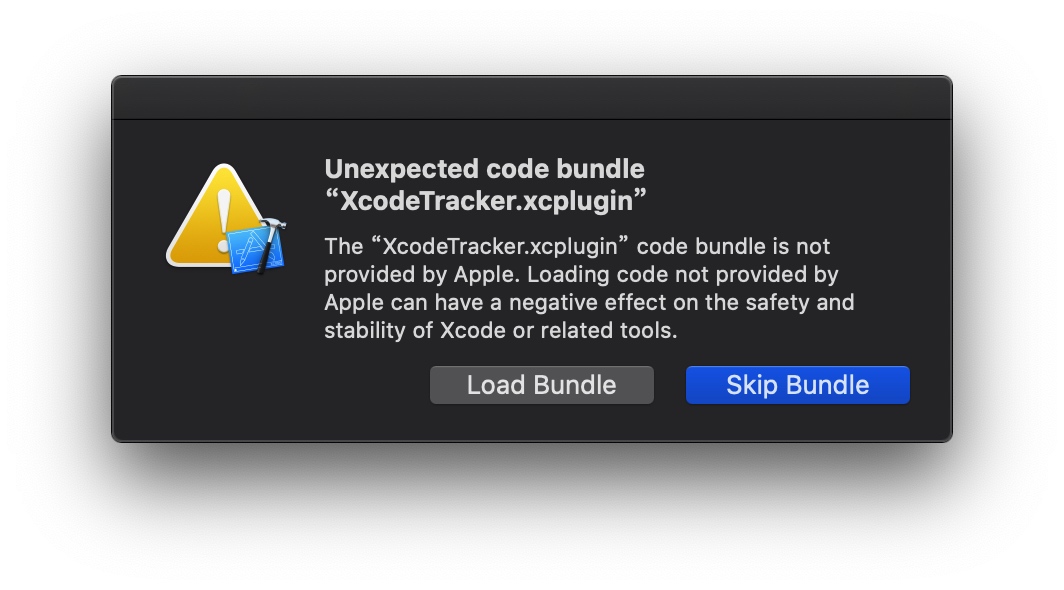 Unexpected code bundle
“XcodeTracker.xcplugin”
The “XcodeTracker.xcplugin” code bundle is not
provided by Apple. Loading code not provided by
Apple can have a negative effect on the safety and
stability of Xcode or related tools.
Load Bundle
Skip Bundle